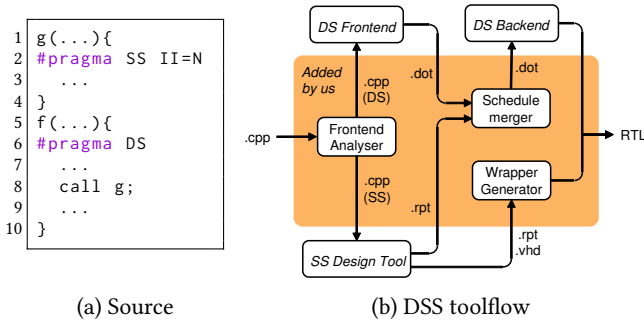 1 g(...){
2 #pragma SS II=N
3 ...
4 }
5 f(...){
6 #pragma DS
7 ...
8 call g;
9 ...
10 }
(a) Source
DS Frontend
DS Backend
Added
by us
.cpp
(DS)
.dot
.dot
.cpp
Frontend
Analyser
Schedule
merger
RTL
.cpp
(SS)
.rpt
Wrapper
Generator
SS Design Tool
.rpt
.vhd
(b) DSS toolflow